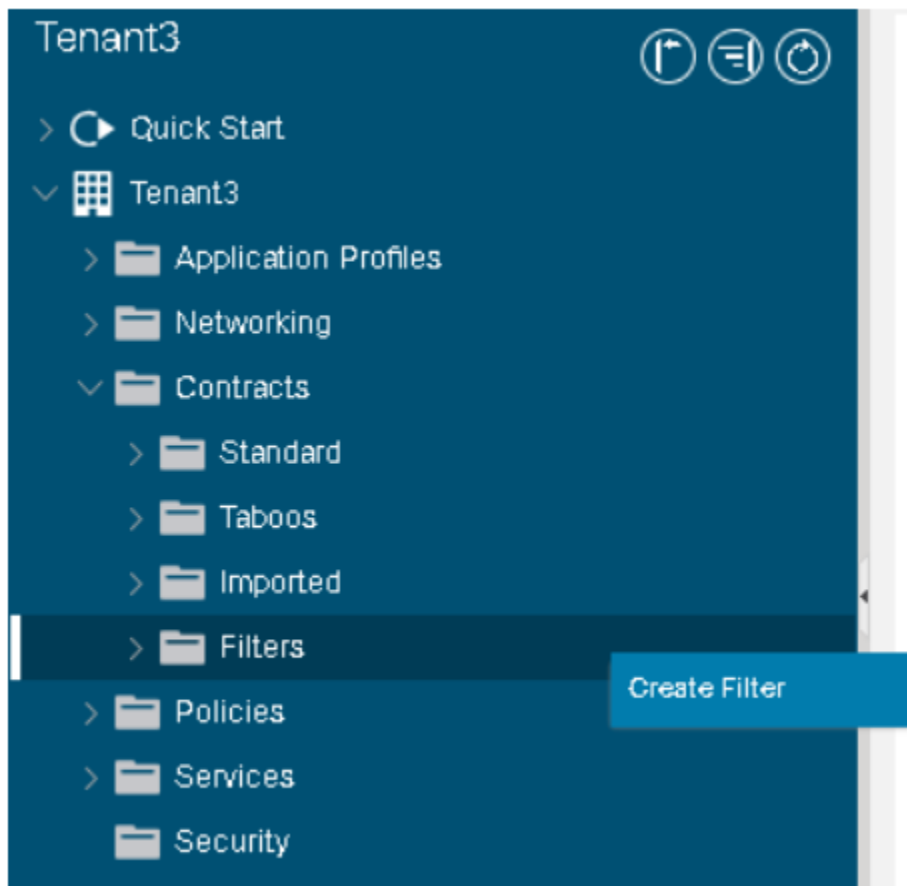 Tenant3
Quick Start
Tenant3
Application Profiles
Networking
Contracts
Standard
Taboos
Imported
Filters
Create Filter
Policies
Services
Security